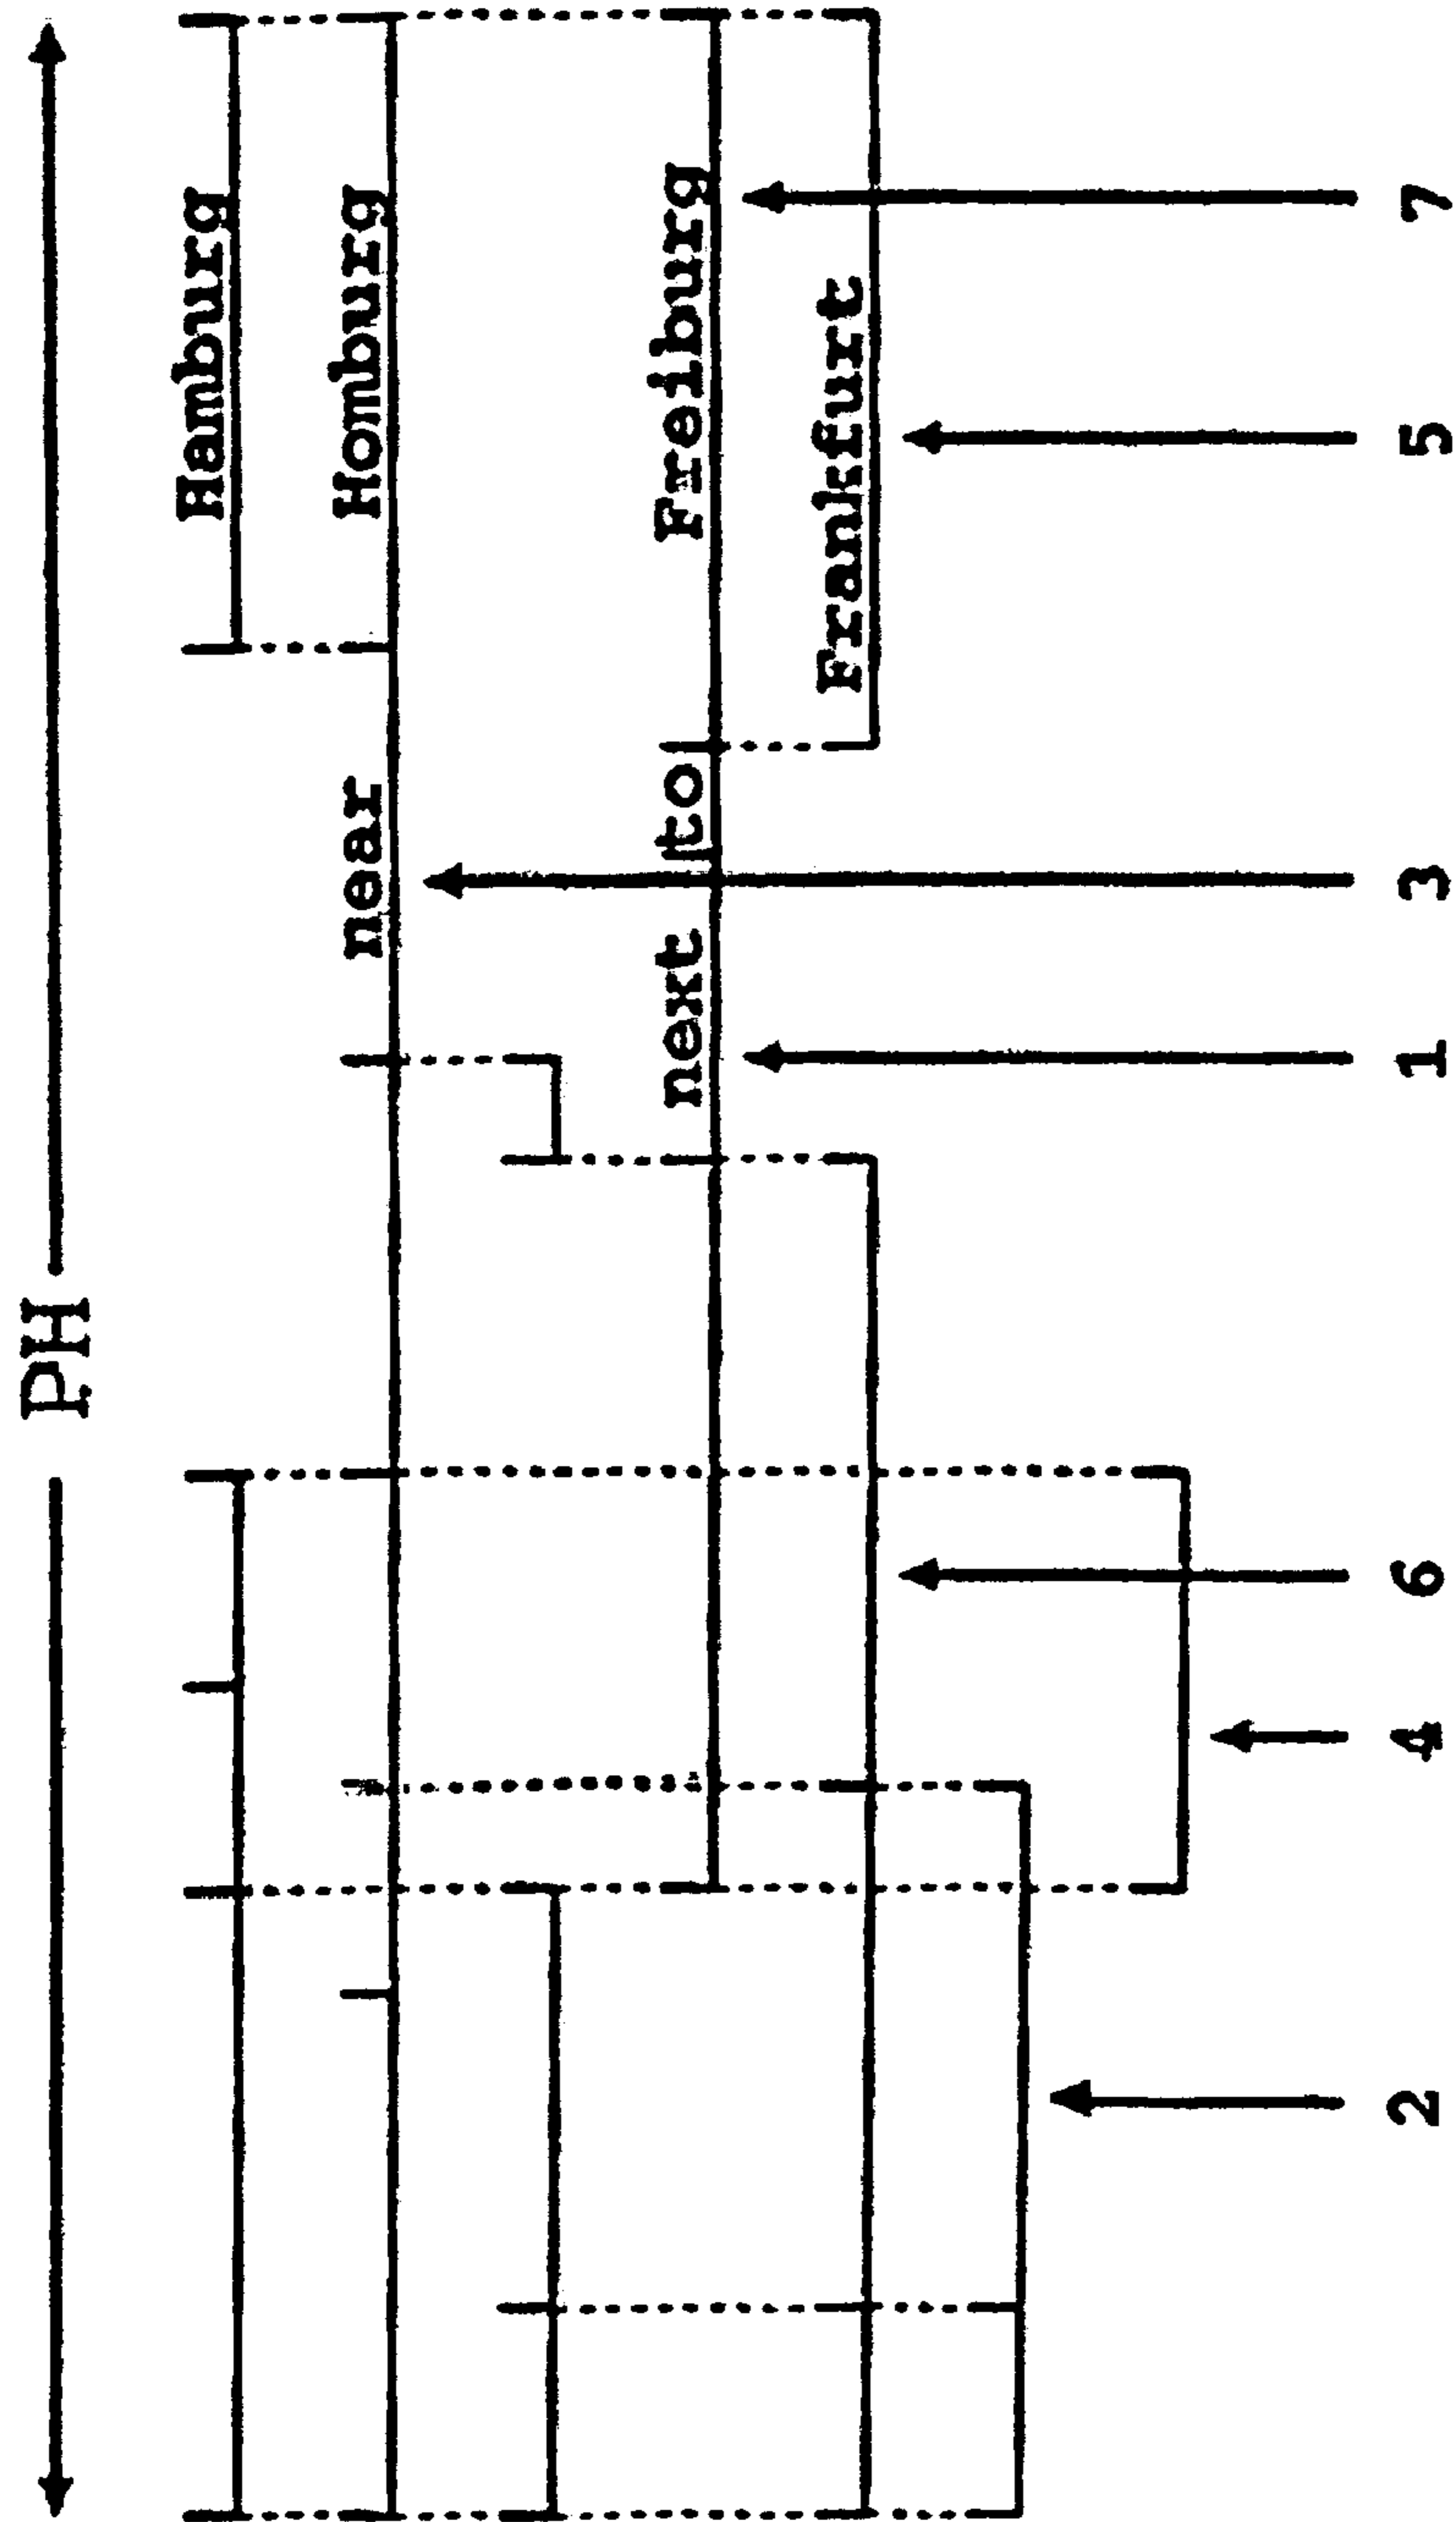 PH
Hamburg
near Homburg
next to Freiburg
Frankfurt
2 4 6 1 3 5 7